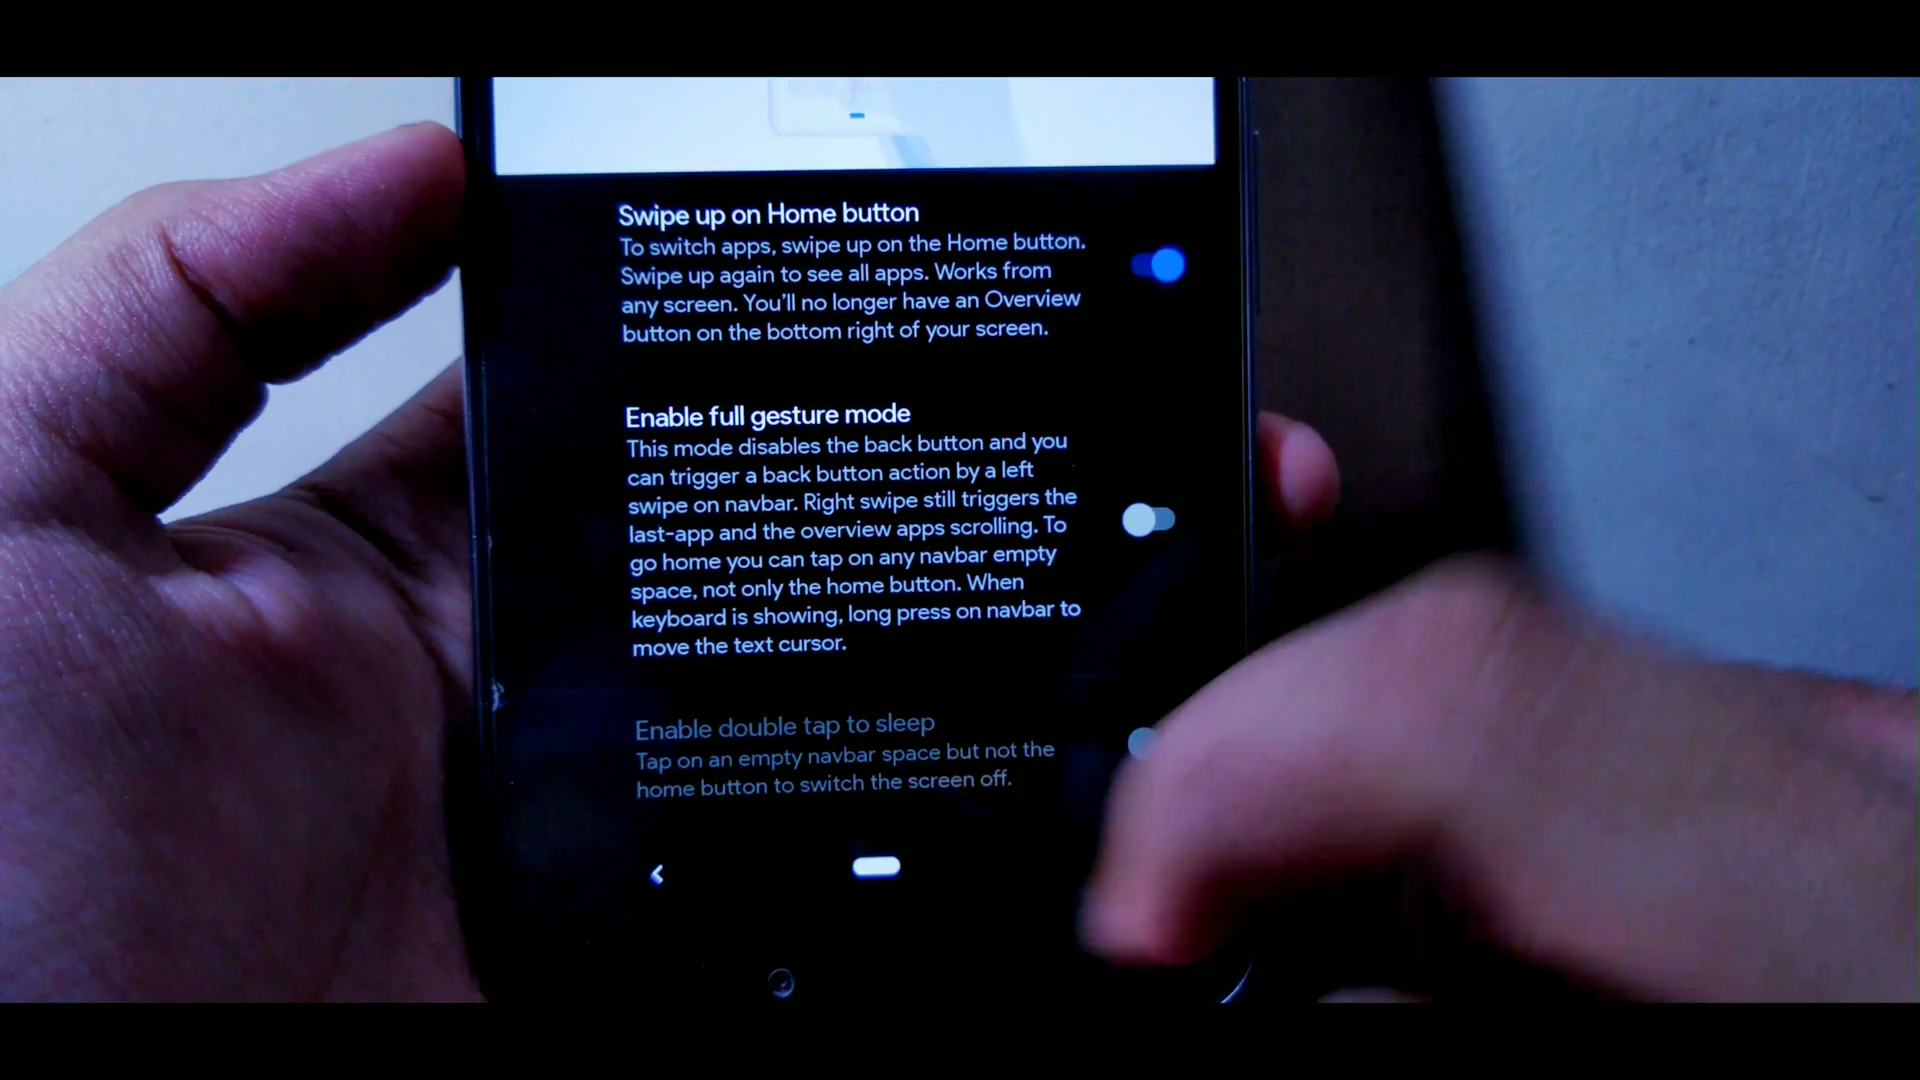 Swipe up on Home button
To switch apps, swipe up on the Home button.
Swipe up again to see all apps. Works from
any screen. You'll no longer have an Overview
button on the bottom right of your screen.
Enable full gesture mode
This mode disables the back button and you
can trigger a back button action by a left
swipe on navbar. Right swipe still triggers the
last-app and the overview apps scrolling. To
go home you can tap on any navbar empty
space, not only the home button. When
keyboard is showing, long press on navbar to
move the text cursor.
Enable double tap to sleep
Tap on an empty navbar space but not the
home button to switch the screen off.